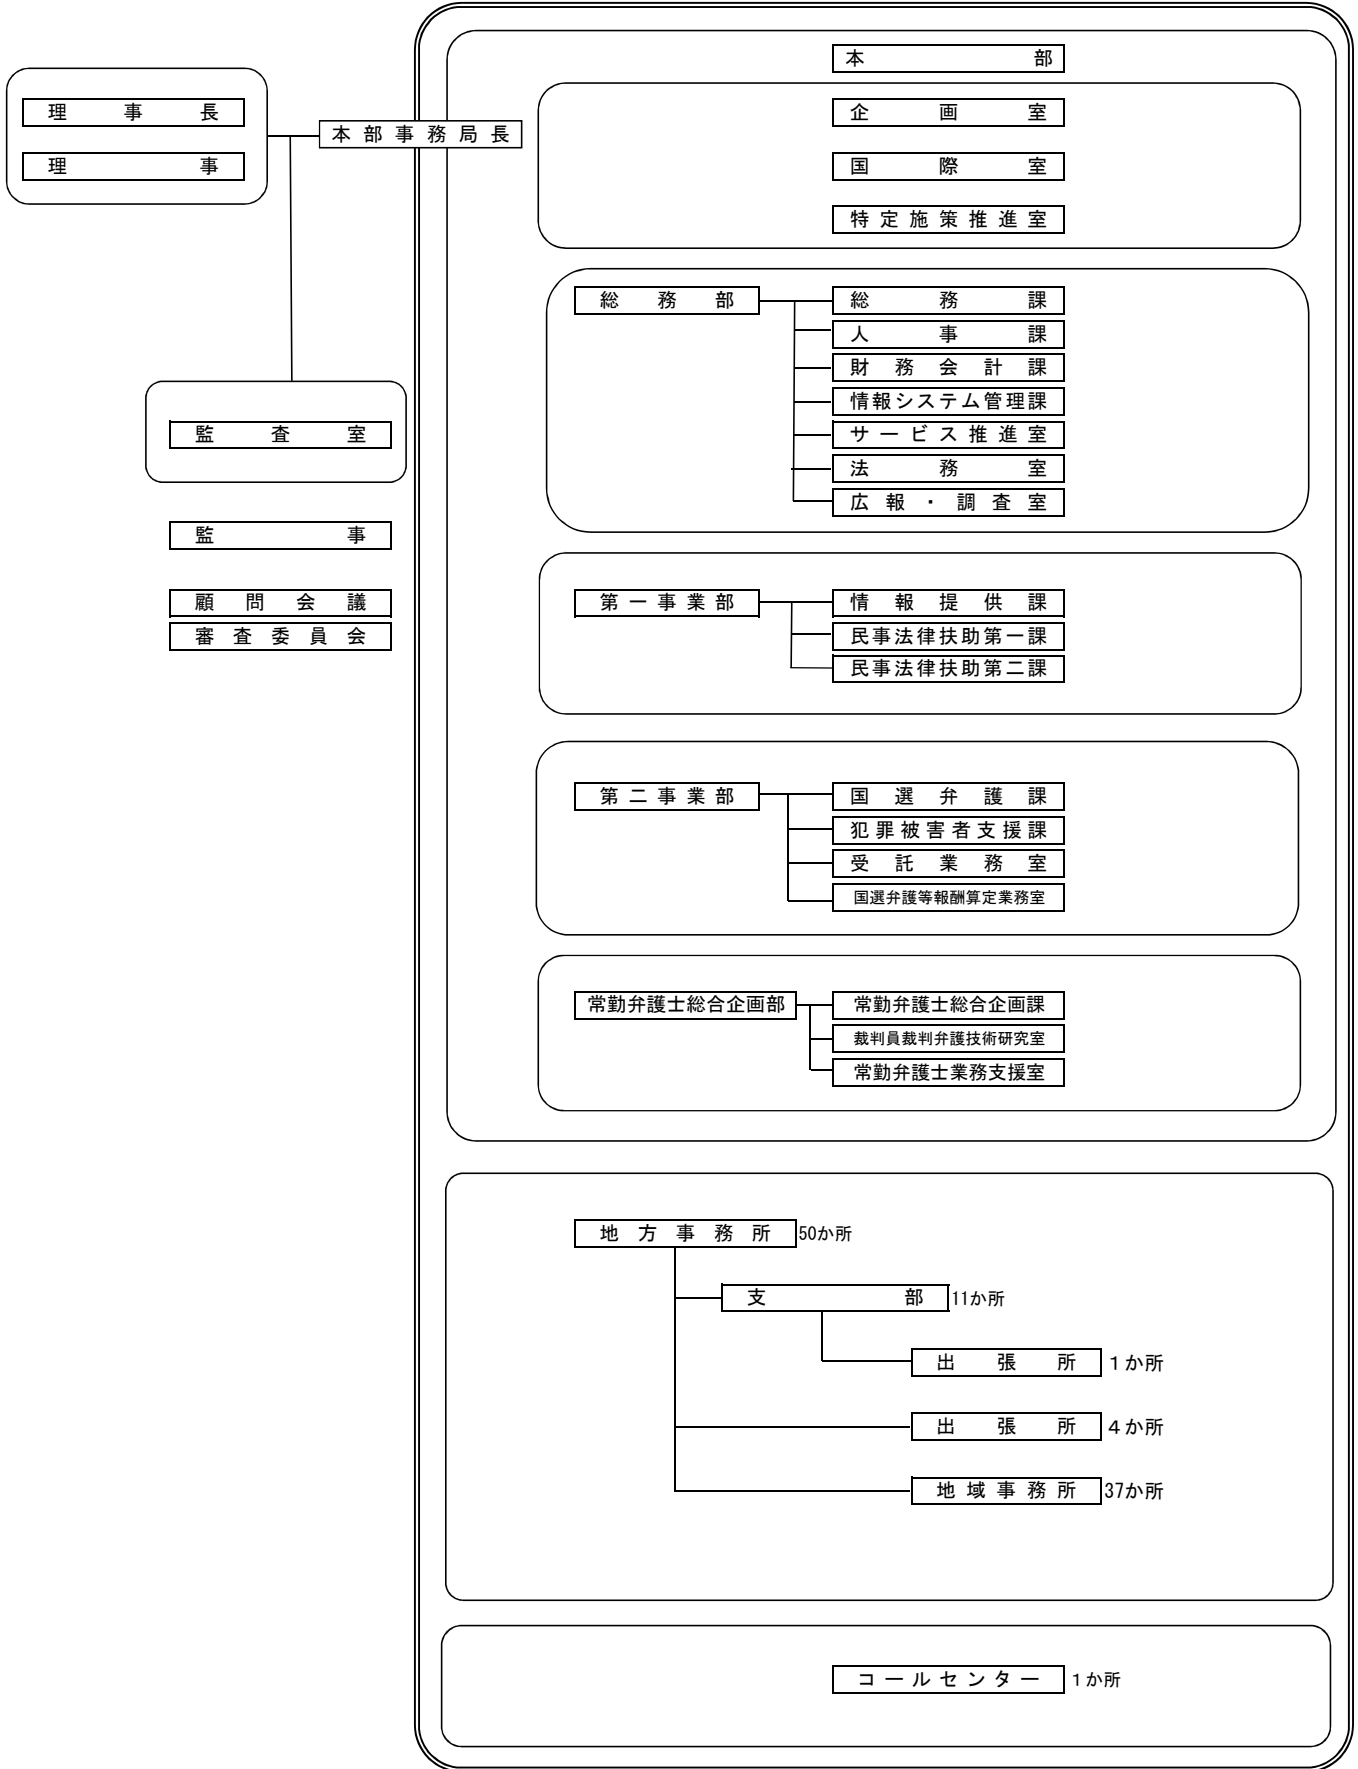 本部
理事長
企画室
本部事務局長
理事
国際室
特定施策推進室
総務部
総務課
人事課
財務会計課
情報システム管理課
監査室
サービス推進室
法務室
広報・調査室
監事
顧問会議
審査委員会
第一事業部
情報提供課
民事法律扶助第一課
民事法律扶助第二課
第二事業部
国選弁護課
犯罪被害者支援課
受託業務室
国選弁護等報酬算定業務室
常勤弁護士総合企画部
常勤弁護士総合企画課
裁判員裁判弁護技術研究室
常勤弁護士業務支援室
地方事務所 50か所
支部 11か所
出張所 1か所
出張所 4か所
地域事務所 37か所
コールセンター 1か所